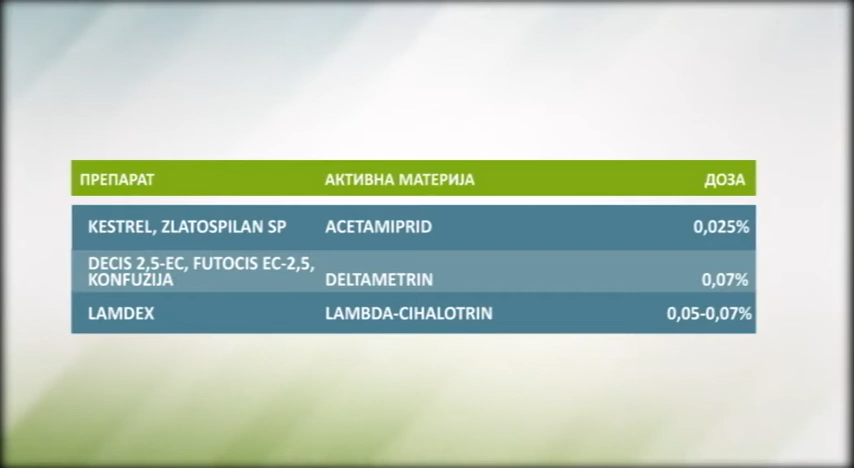 ПРЕПАРАТ АКТИВНА МАТЕРИЈА ДОЗА
KESTREL, ZLATOSPILAN SP ACETAMIPRID 0,025%
DECIS 2,5-EC, FUTOCIS EC-2,5,
KONFUZIJA DELTAMETRIN 0,07%
LAMDEX LAMBDA-CIHALOTRIN 0,05-0,07%